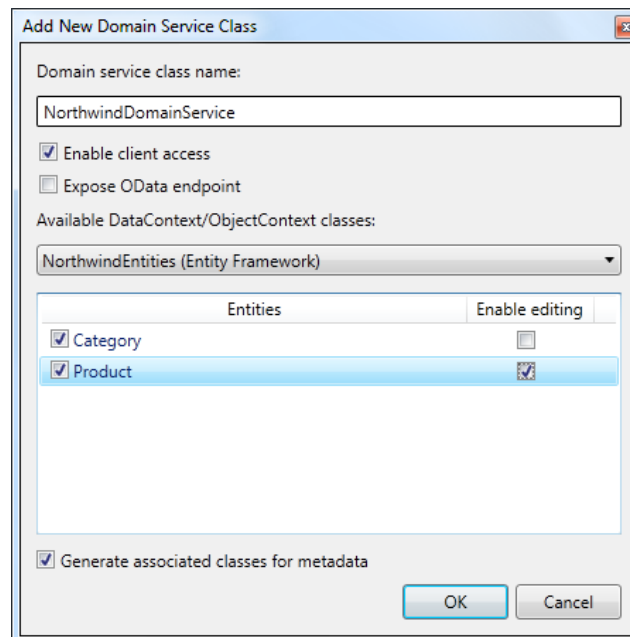 Add New Domain Service Class
Domain service class name:
NorthwindDomainService
Enable client access
Expose OData endpoint
Available DataContext/ObjectContext classes:
NorthwindEntities (Entity Framework)
Entities Enable editing
Category
Product
Generate associated classes for metadata
OK Cancel